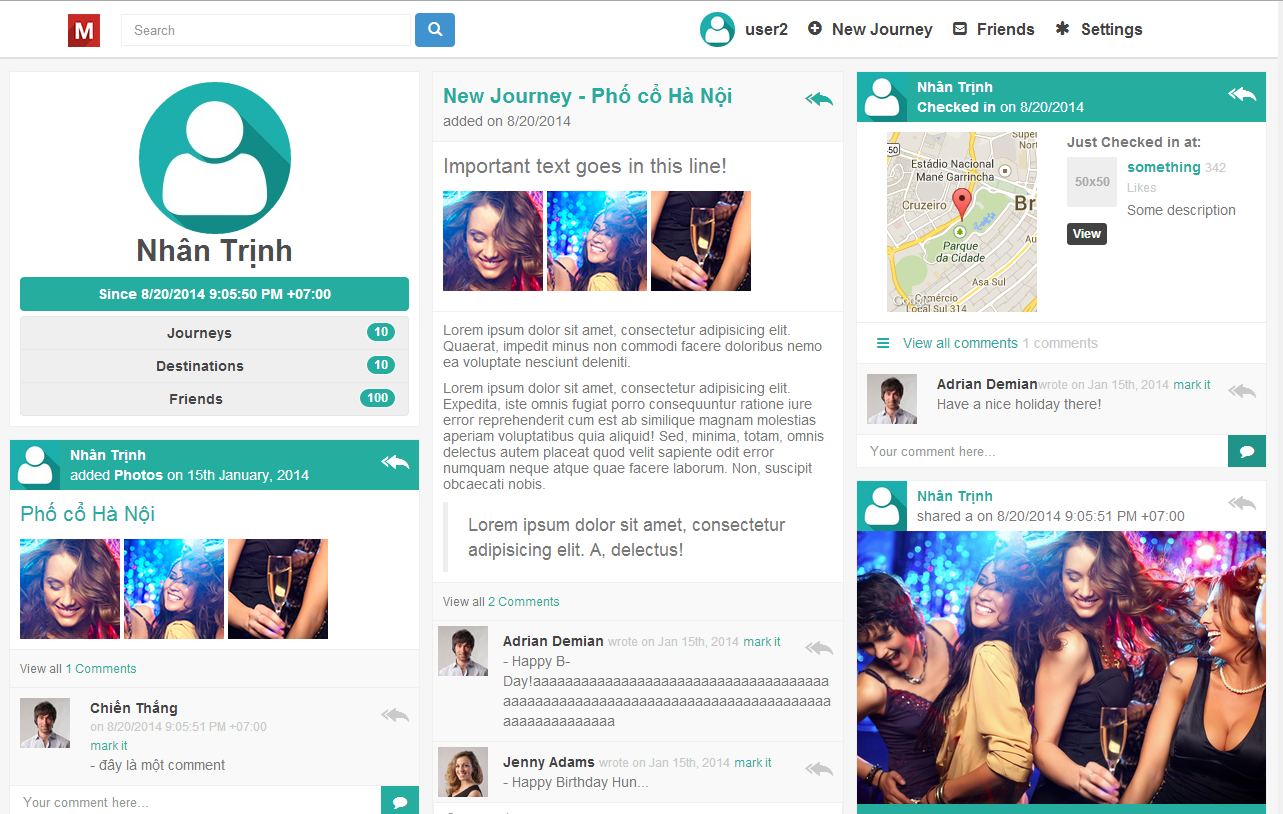 M
Search
user2
New Journey
Friends
Settings
Nhân Trịnh
Since 8/20/2014 9:05:50 PM +07:00
Journeys 10
Destinations 10
Friends 100
Nhân Trịnh
added Photos on 15th January, 2014
Phố cổ Hà Nội
View all 1 Comments
Chiến Thắng
on 8/20/2014 9:05:51 PM +07:00
mark it
- đây là một comment
Your comment here...
New Journey - Phố cổ Hà Nội
added on 8/20/2014
Important text goes in this line!
Lorem ipsum dolor sit amet, consectetur adipisicing elit.
Quaerat, impedit minus non commodi facere doloribus nemo
ea voluptate nesciunt deleniti.
Lorem ipsum dolor sit amet, consectetur adipisicing elit.
Expedita, iste omnis fugiat porro consequuntur ratione iure
error reprehenderit cum est ab similique magnam molestias
aperiam voluptatibus quia aliquid! Sed, minima, totam, omnis
delectus autem placeat quod velit sapiente odit error
numquam neque atque quae facere laborum. Non, suscipit
obcaecati nobis.
Lorem ipsum dolor sit amet, consectetur
adipisicing elit. A, delectus!
View all 2 Comments
Adrian Demian wrote on Jan 15th, 2014 mark it
- Happy B-
Day!aaaaaaaaaaaaaaaaaaaaaaaaaaaaaaaaaaaaa
aaaaaaaaaaaaaaaaaaaaaaaaaaaaaaaaaaaaaaaaa
aaaaaaaaaaaaaa
Jenny Adams wrote on Jan 15th, 2014 mark it
- Happy Birthday Hun...
Nhân Trịnh
Checked in on 8/20/2014
50
Estádio Nacional
Mané Garrincha
Cruzeiro
Br
Parque
da Cidade
Asa Sul
Comércio
Local Sul 314
Just Checked in at:
50x50
something 342
Likes
Some description
View
View all comments 1 comments
Adrian Demianwrote on Jan 15th, 2014 mark it
Have a nice holiday there!
Your comment here...
Nhân Trịnh
shared a on 8/20/2014 9:05:51 PM +07:00